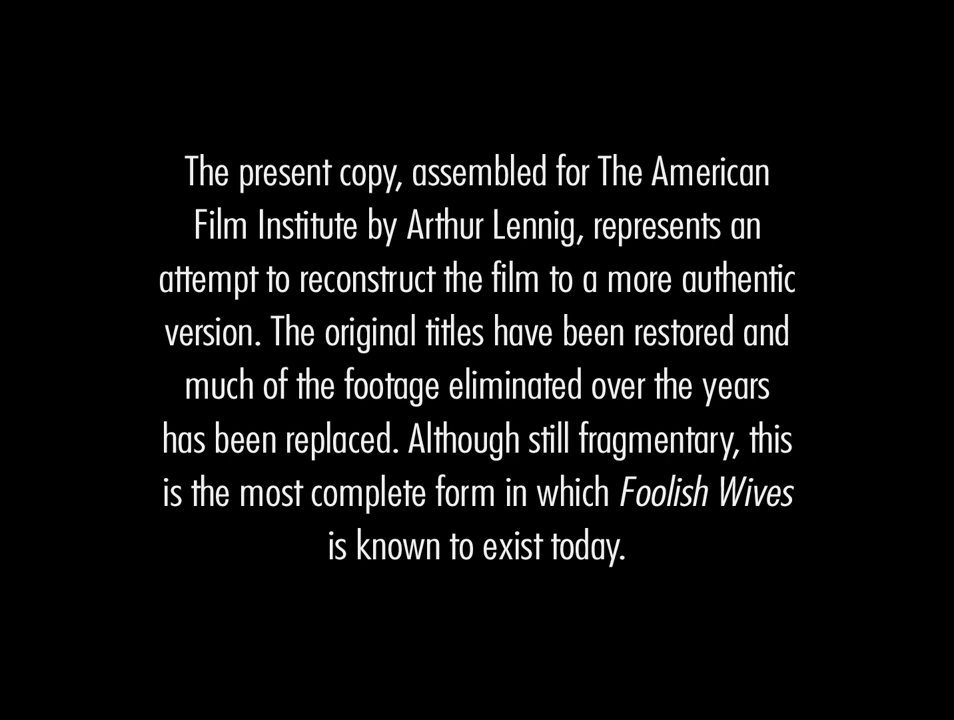 The present copy, assembled for The American
Film Institute by Arthur Lennig, represents an
attempt to reconstruct the film to a more authentic
version. The original titles have been restored and
much of the footage eliminated over the years
has been replaced. Although still fragmentary, this
is the most complete form in which Foolish Wives
is known to exist today.